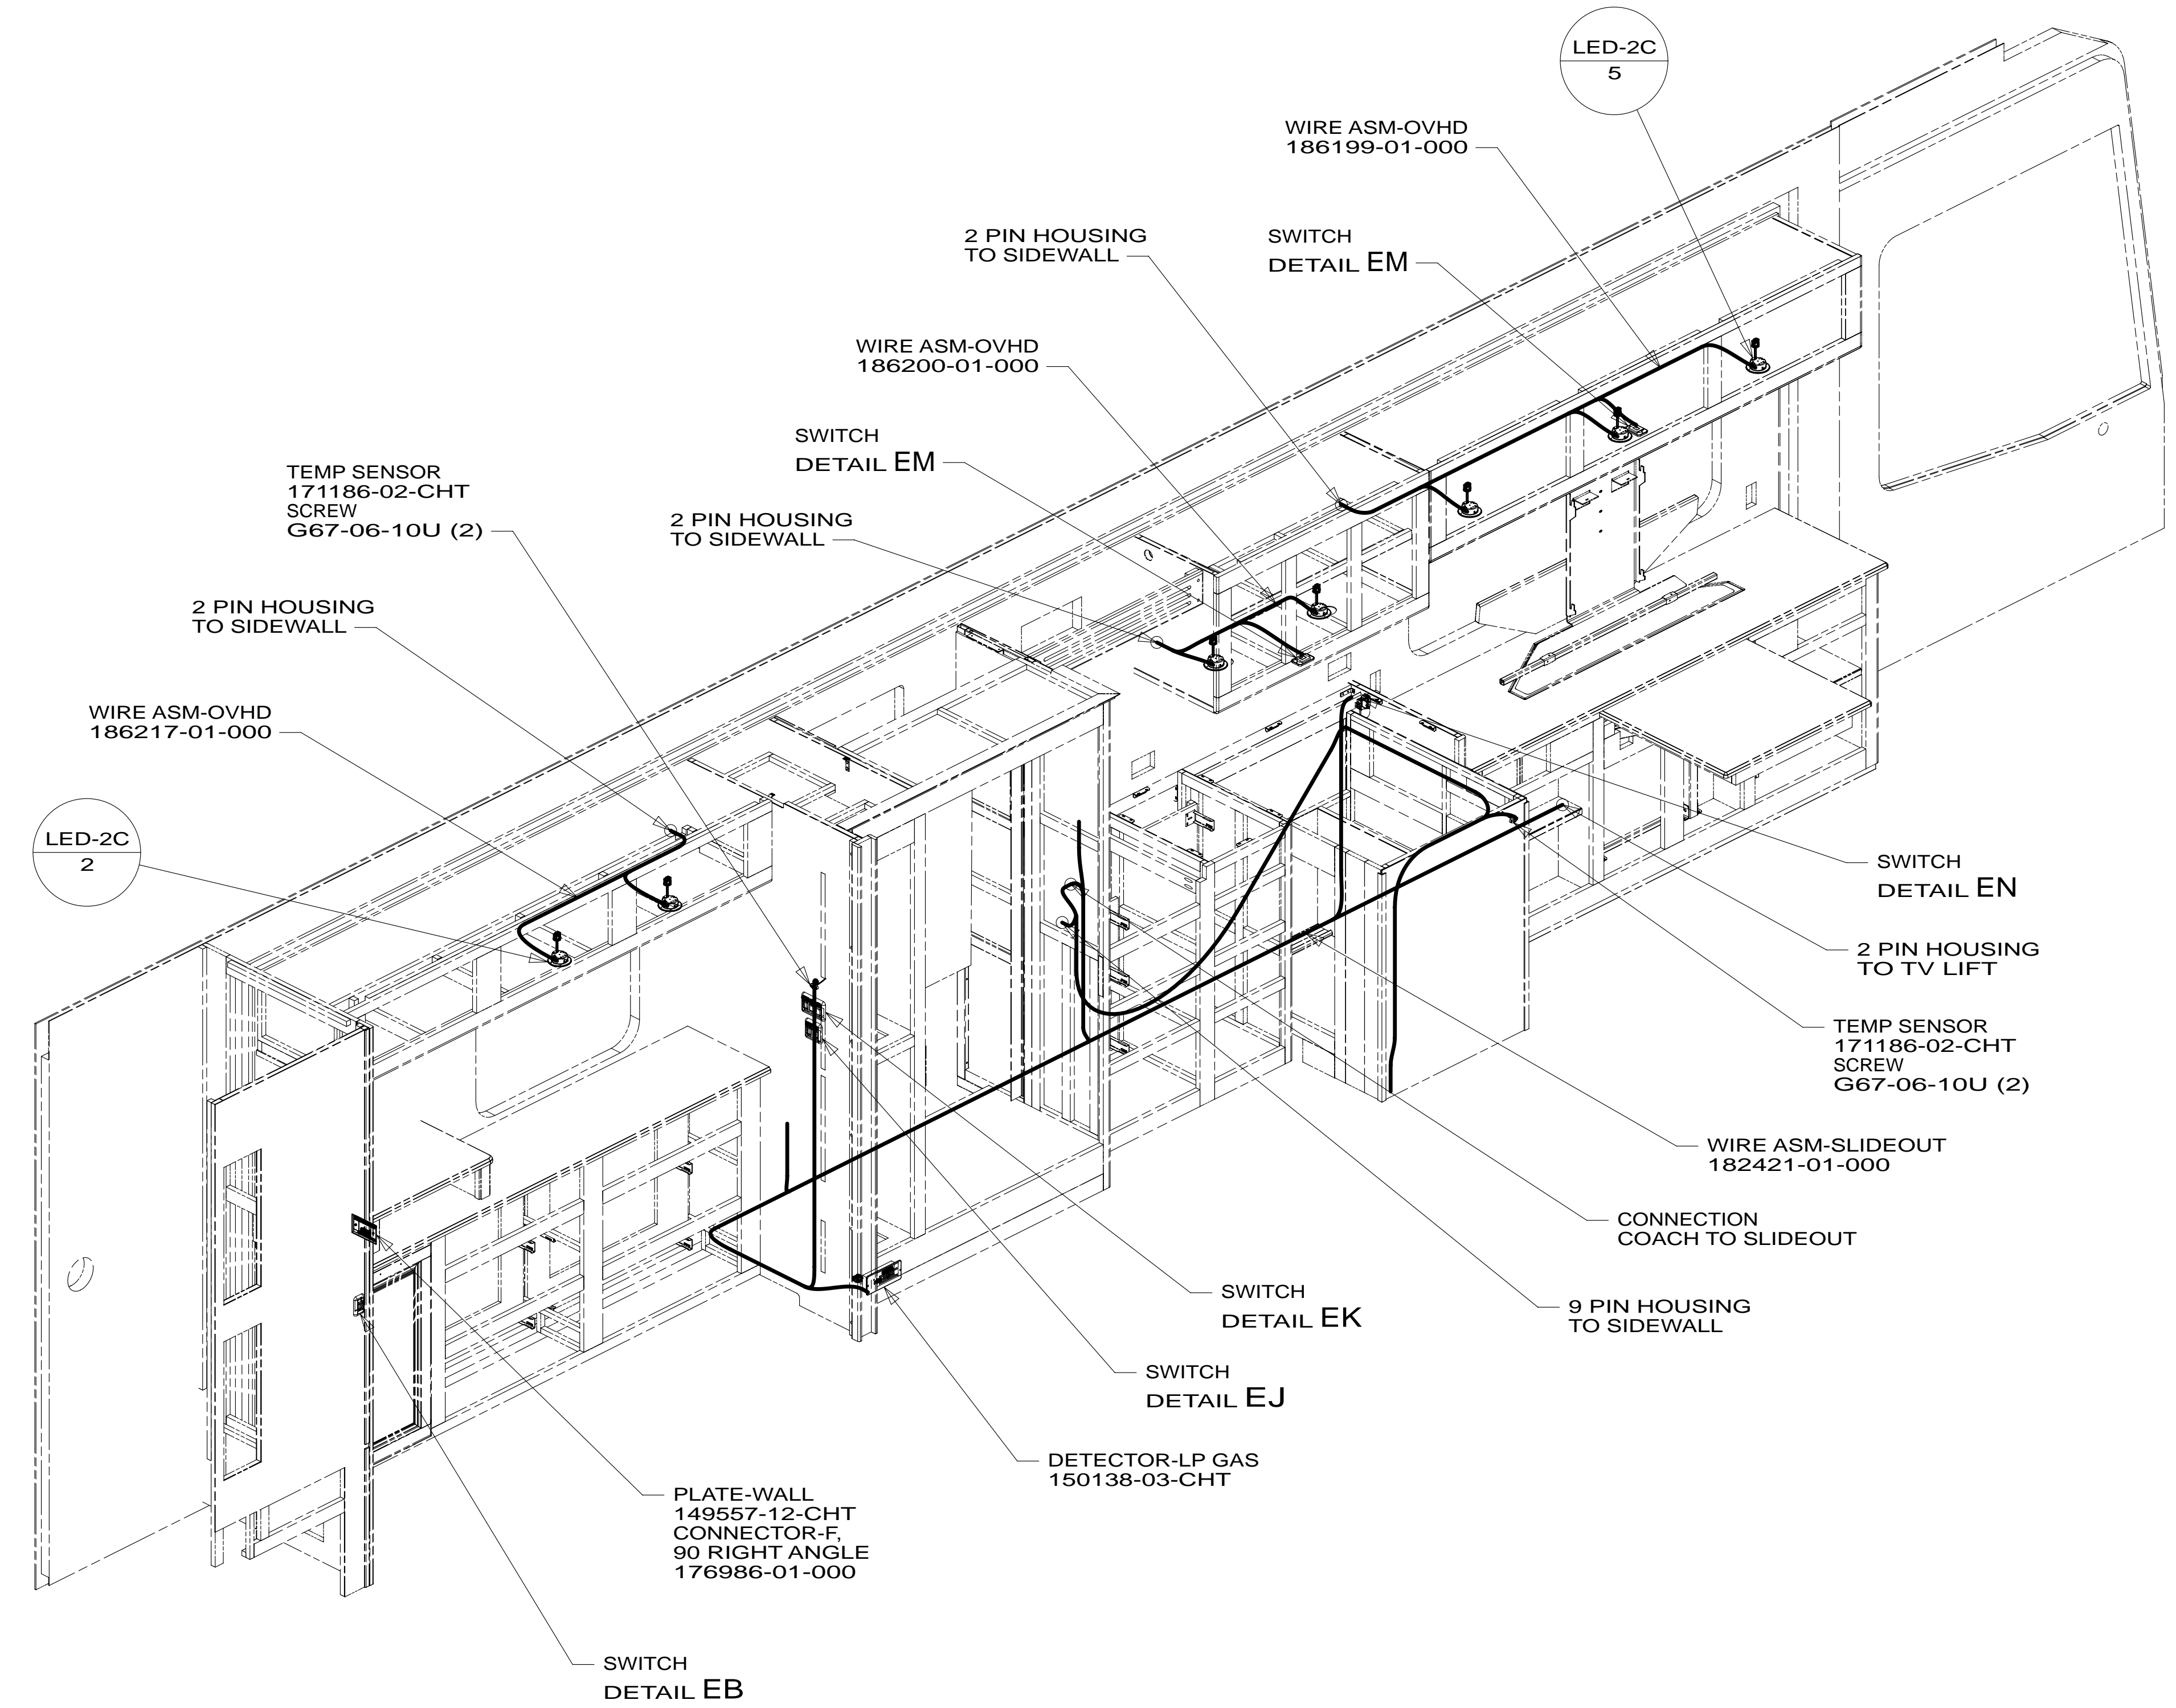 LED-2C
5
WIRE ASM-OVHD
186199-01-000
2 PIN HOUSING
TO SIDEWALL
SWITCH
DETAIL EM
WIRE ASM-OVHD
186200-01-000
SWITCH
DETAIL EM
TEMP SENSOR
171186-02-CHT
SCREW
G67-06-10U (2)
2 PIN HOUSING
TO SIDEWALL
2 PIN HOUSING
TO SIDEWALL
WIRE ASM-OVHD
186217-01-000
LED-2C
2
SWITCH
DETAIL EN
2 PIN HOUSING
TO TV LIFT
TEMP SENSOR
171186-02-CHT
SCREW
G67-06-10U (2)
WIRE ASM-SLIDEOUT
182421-01-000
CONNECTION
COACH TO SLIDEOUT
9 PIN HOUSING
TO SIDEWALL
SWITCH
DETAIL EK
SWITCH
DETAIL EJ
DETECTOR-LP GAS
150138-03-CHT
PLATE-WALL
149557-12-CHT
CONNECTOR-F,
90 RIGHT ANGLE
176986-01-000
SWITCH
DETAIL EB